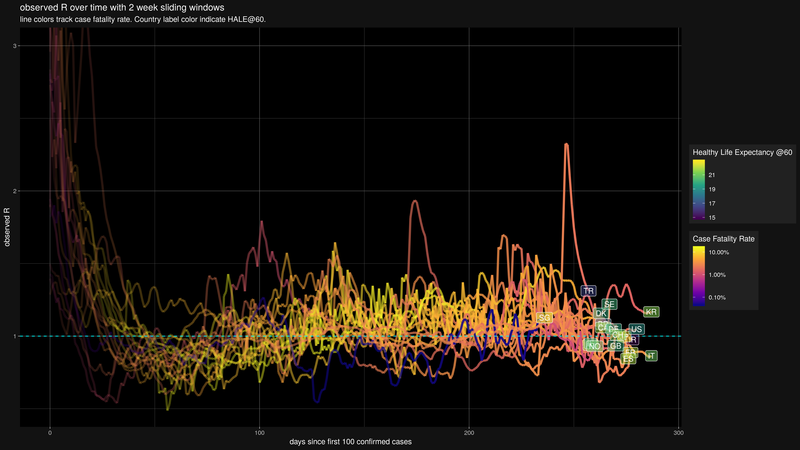 observed R over time with 2 week sliding windows
line colors track case fatality rate. Country label color indicate HALE@60.
observed R
3
2
1
0
100
200
300
days since first 100 confirmed cases
TR
SE
KR
DK
SG
US
NO
GB
IT
ES
Healthy Life Expectancy @60
21
19
17
15
Case Fatality Rate
10.00%
1.00%
0.10%